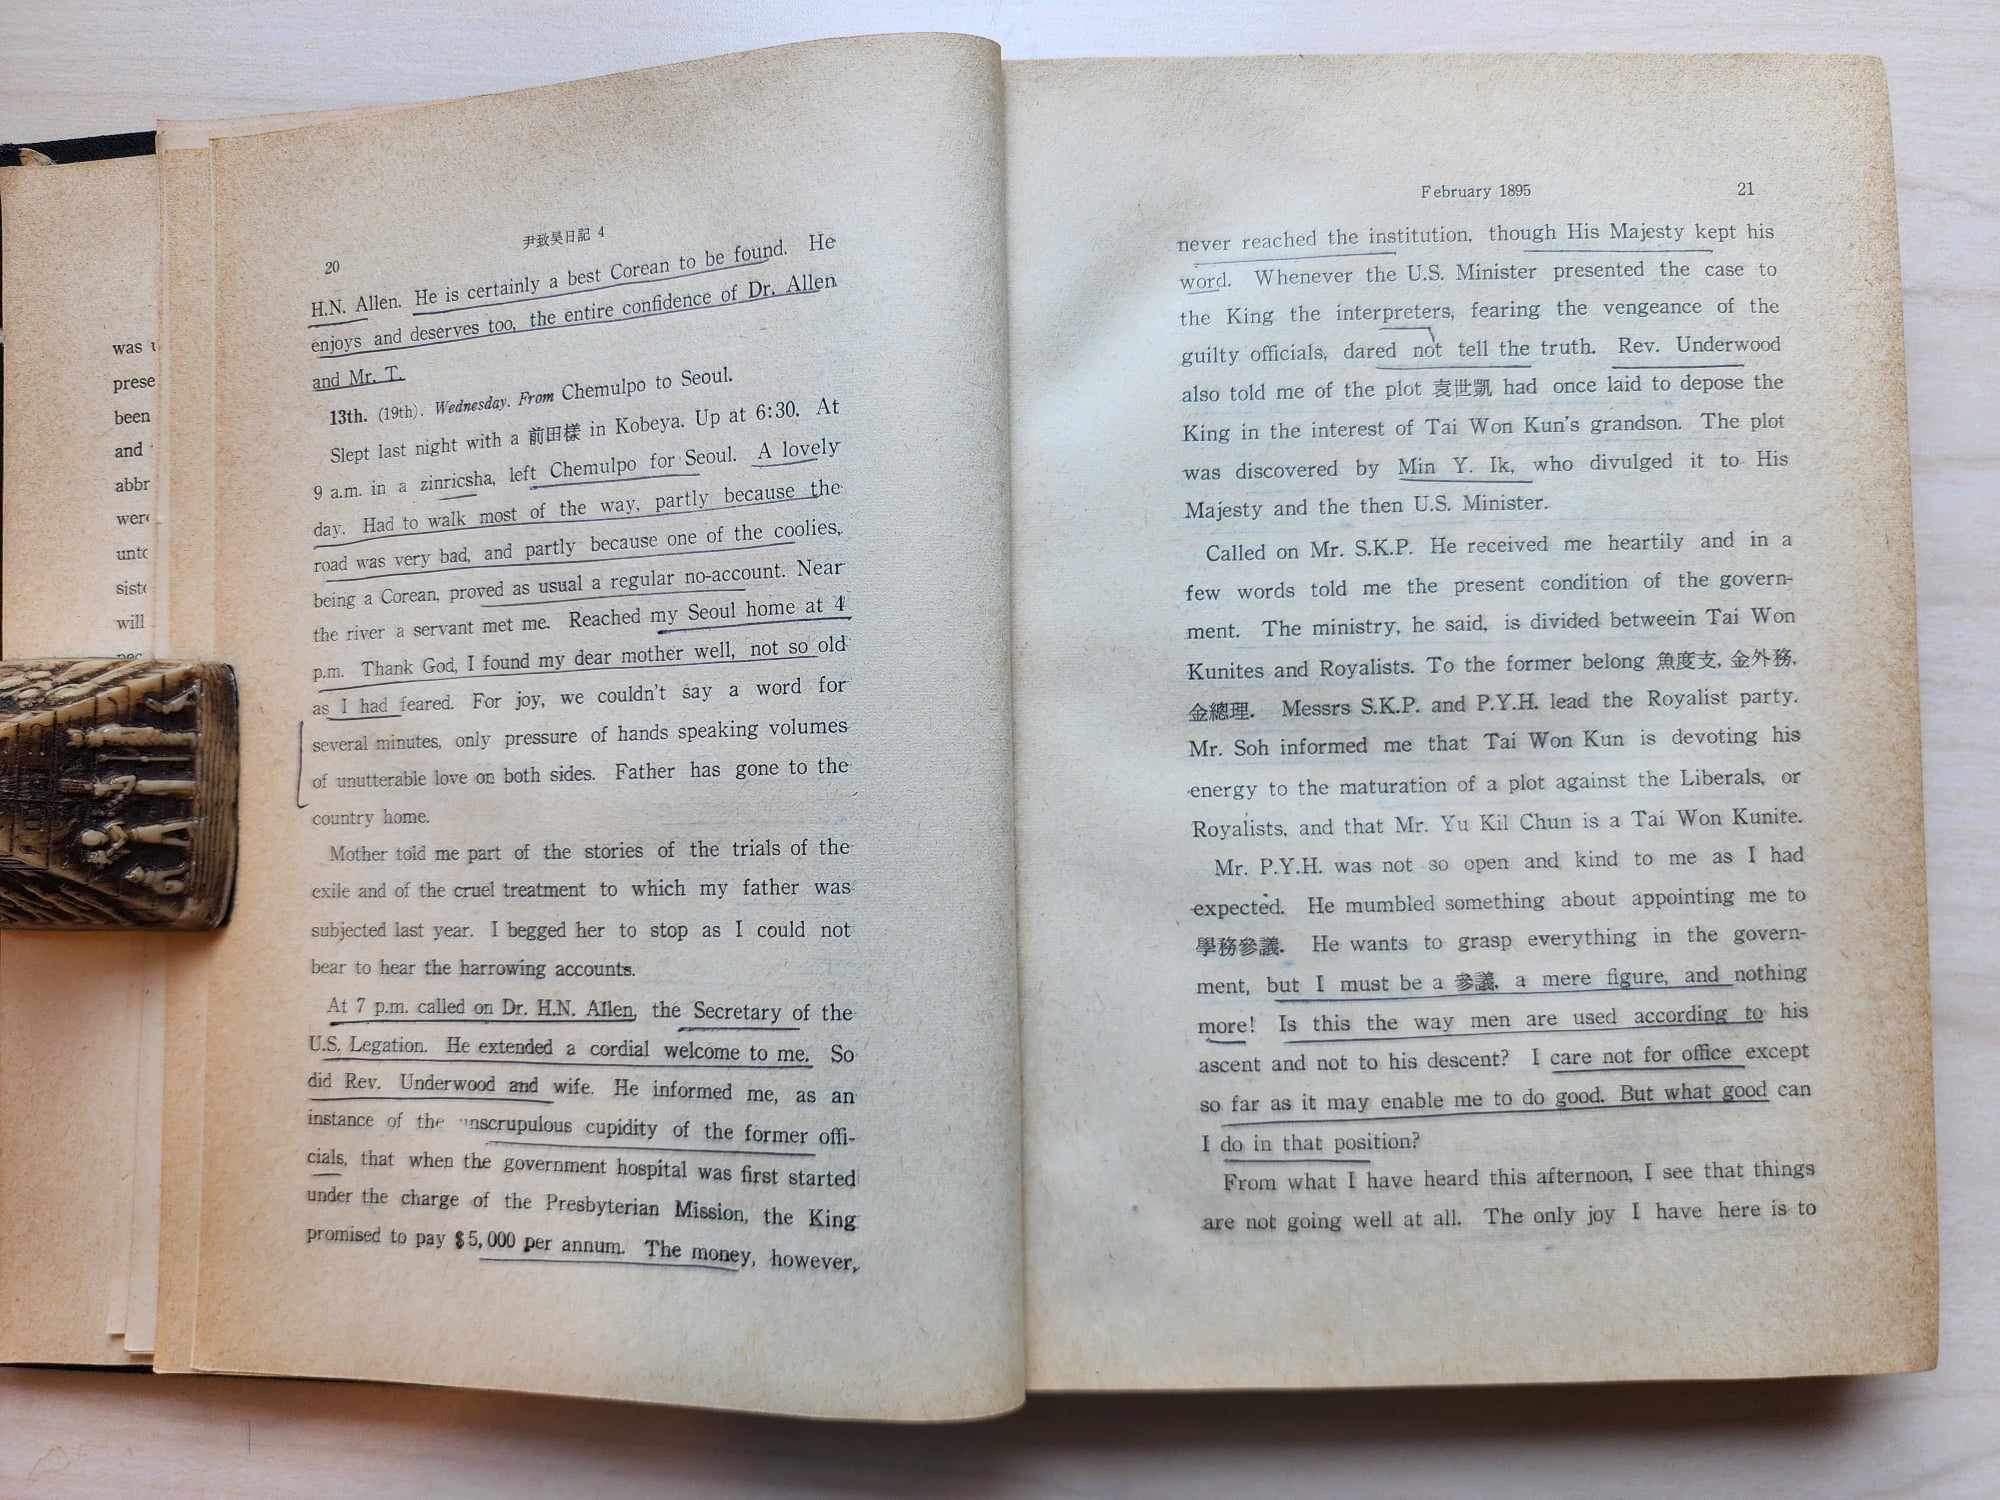 was
prese
been
and
abbr
were
unto
siste
will
尹致昊日記 4
20
H.N. Allen. He is certainly a best Corean to be found. He
enjoys and deserves too, the entire confidence of Dr. Allen
and Mr. T.
13th. (19th). Wednesday. From Chemulpo to Seoul.
Slept last night with a 前田様 in Kobeya. Up at 6:30. At
9 a.m. in a zinricsha, left Chemulpo for Seoul. A lovely
day. Had to walk most of the way, partly because the
road was very bad, and partly because one of the coolies,
being a Corean, proved as usual a regular no-account. Near
the river a servant met me. Reached my Seoul home at 4
p.m. Thank God, I found my dear mother well, not so old
as I had feared. For joy, we couldn't say a word for
several minutes, only pressure of hands speaking volumes
of unutterable love on both sides. Father has gone to the
country home.
Mother told me part of the stories of the trials of the
exile and of the cruel treatment to which my father was
subjected last year. I begged her to stop as I could not
bear to hear the harrowing accounts.
At 7 p.m. called on Dr. H.N. Allen, the Secretary of the
U.S. Legation. He extended a cordial welcome to me. So
did Rev. Underwood and wife. He informed me, as an
instance of the unscrupulous cupidity of the former offi-
cials, that when the government hospital was first started
under the charge of the Presbyterian Mission, the King
promised to pay $5,000 per annum. The money, however,
February 1895
21
never reached the institution, though His Majesty kept his
word. Whenever the U.S. Minister presented the case to
the King the interpreters, fearing the vengeance of the
guilty officials, dared not tell the truth. Rev. Underwood
also told me of the plot 袁世凱 had once laid to depose the
King in the interest of Tai Won Kun's grandson. The plot
was discovered by Min Y. Ik, who divulged it to His
Majesty and the then U.S. Minister.
Called on Mr. S.K.P. He received me heartily and in a
few words told me the present condition of the govern-
ment. The ministry, he said, is divided betweein Tai Won
Kunites and Royalists. To the former belong 魚度支, 金外務,
金總理. Messrs S.K.P. and P.Y.H. lead the Royalist party.
Mr. Soh informed me that Tai Won Kun is devoting his
energy to the maturation of a plot against the Liberals, or
Royalists, and that Mr. Yu Kil Chun is a Tai Won Kunite.
Mr. P.Y.H. was not so open and kind to me as I had
expected. He mumbled something about appointing me to
學務參議. He wants to grasp everything in the govern-
ment, but I must be a 參議, a mere figure, and nothing
more! Is this the way men are used according to his
ascent and not to his descent? I care not for office except
so far as it may enable me to do good. But what good can
I do in that position?
From what I have heard this afternoon, I see that things
are not going well at all. The only joy I have here is to